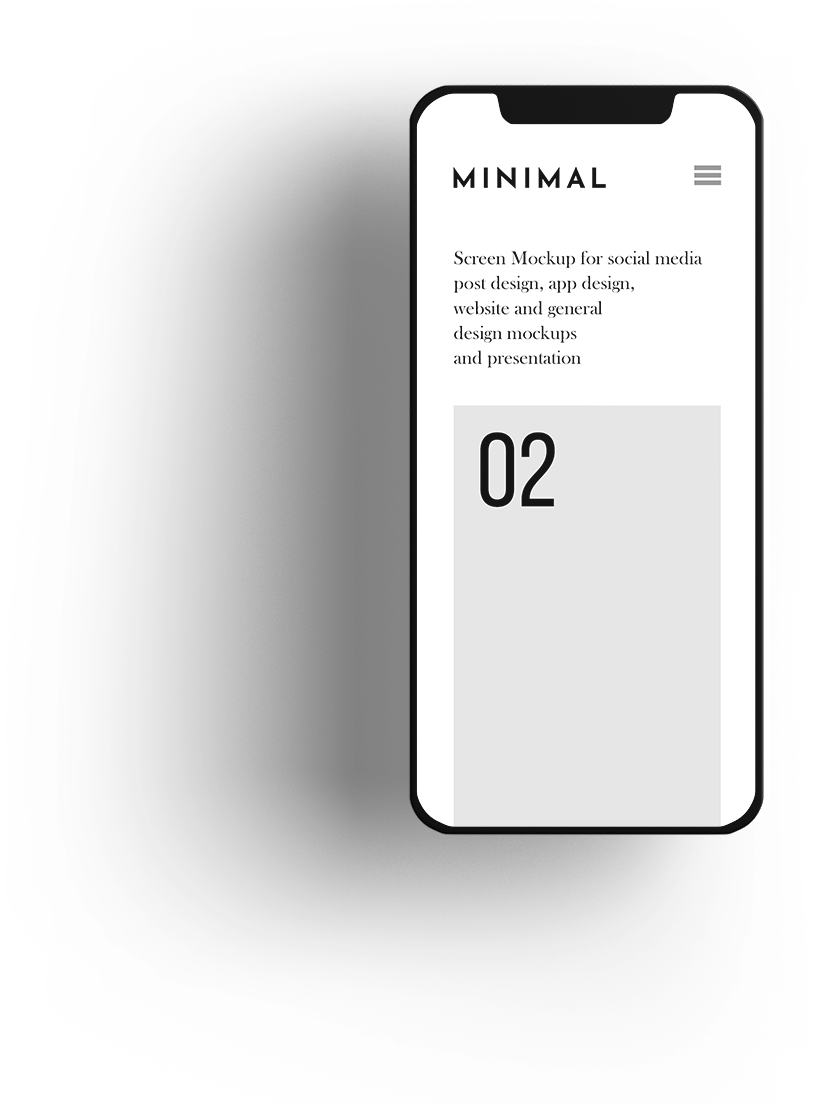 MINIMAL
Screen Mockup for social media
post design, app design,
website and general
design mockups
and presentation
02